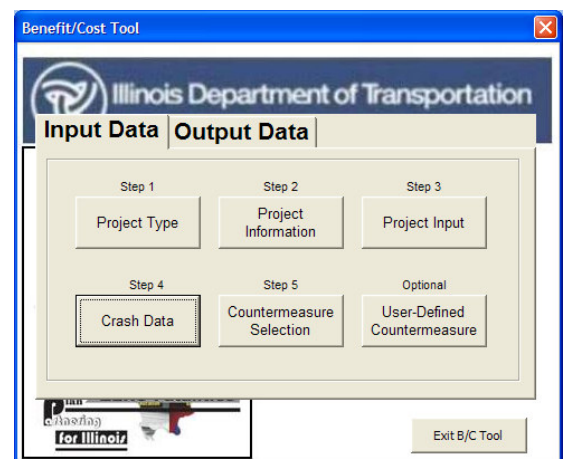 Benefit/Cost Tool
Illinois Department of Transportation
Input Data
Output Data
Step 1
Step 2
Step 3
Project Type
Project
Information
Project Input
Step 4
Step 5
Optional
Crash Data
Countermeasure
Selection
User-Defined
Countermeasure
for Illinois
Exit B/C Tool